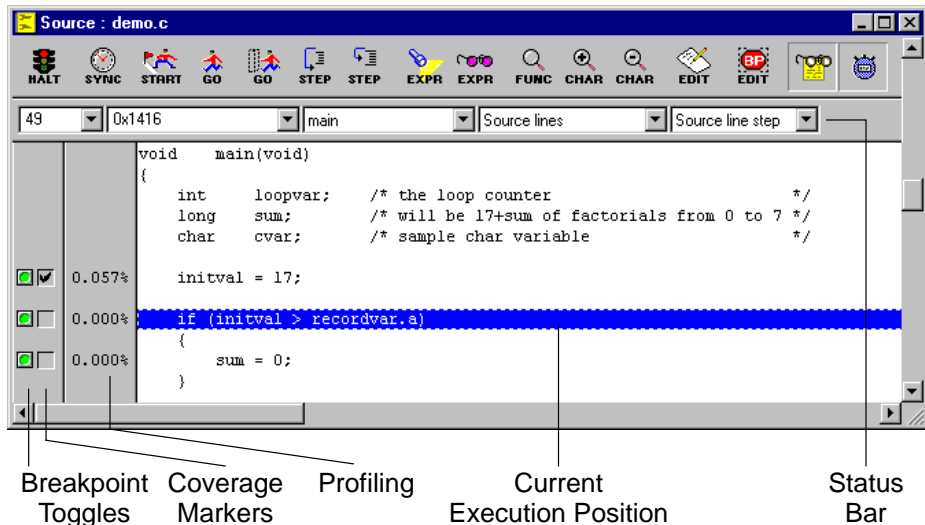 Source : demo.c
HALT SYNC START GO GO STEP STEP EXPR EXPR FUNC CHAR CHAR EDIT BP EDIT
49 0x1416 main Source lines Source line step
void    main(void)
{
    int     loopvar;    /* the loop counter                            */
    long    sum;        /* will be 17+sum of factorials from 0 to 7 */
    char    cvar;       /* sample char variable                        */
0.057%    initval = 17;
0.000%    if (initval > recordvar.a)
    {
0.000%        sum = 0;
    }
Breakpoint Coverage Profiling Current Status
Toggles Markers Execution Position Bar